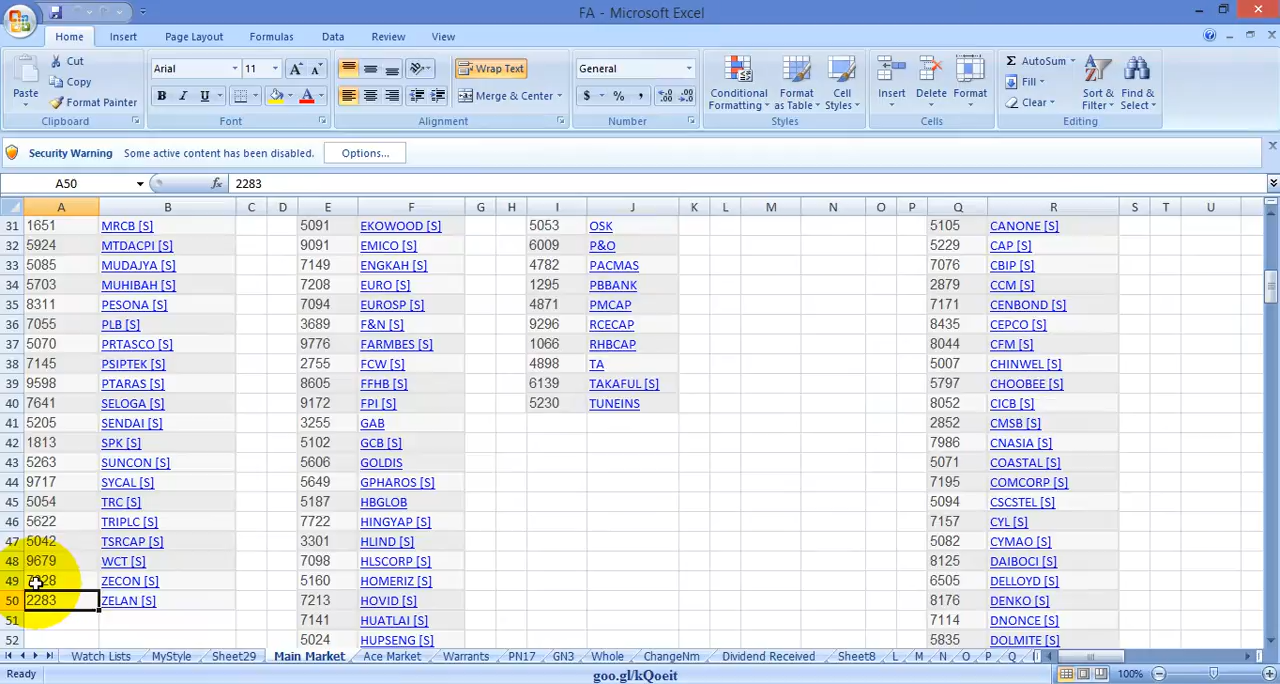 FA - Microsoft Excel
Home Insert Page Layout Formulas Data Review View
Paste Cut Copy Format Painter Clipboard
Arial 11 B I U Font
Wrap Text Merge & Center Alignment
General $ % , Number
Conditional Formatting Format as Table Cell Styles Styles
Insert Delete Format Cells
AutoSum Fill Clear Sort & Filter Find & Select Editing
Security Warning Some active content has been disabled. Options...
A50 fx 2283
A B C D E F G H I J K L M N O P Q R S T U
31 1651 MRCB [S] 5091 EKOWOOD [S] 5053 OSK 5105 CANONE [S]
32 5924 MTDACPI [S] 9091 EMICO [S] 6009 P&O 5229 CAP [S]
33 5085 MUDAJYA [S] 7149 ENGKAH [S] 4782 PACMAS 7076 CBIP [S]
34 5703 MUHIBAH [S] 7208 EURO [S] 1295 PBBANK 2879 CCM [S]
35 8311 PESONA [S] 7094 EUROSP [S] 4871 PMCAP 7171 CENBOND [S]
36 7055 PLB [S] 3689 F&N [S] 9296 RCECAP 8435 CEPCO [S]
37 5070 PRTASCO [S] 9776 FARMBES [S] 1066 RHBCAP 8044 CFM [S]
38 7145 PSIPTEK [S] 2755 FCW [S] 4898 TA 5007 CHINWEL [S]
39 9598 PTARAS [S] 8605 FFHB [S] 6139 TAKAFUL [S] 5797 CHOOBEE [S]
40 7641 SELOGA [S] 9172 FPI [S] 5230 TUNEINS 8052 CICB [S]
41 5205 SENDAI [S] 3255 GAB 2852 CMSB [S]
42 1813 SPK [S] 5102 GCB [S] 7986 CNASIA [S]
43 5263 SUNCON [S] 5606 GOLDIS 5071 COASTAL [S]
44 9717 SYCAL [S] 5649 GPHAROS [S] 7195 COMCORP [S]
45 5054 TRC [S] 5187 HBGLOB 5094 CSCSTEL [S]
46 5622 TRIPLC [S] 7722 HINGYAP [S] 7157 CYL [S]
47 5042 TSRCAP [S] 3301 HLIND [S] 5082 CYMAO [S]
48 9679 WCT [S] 7098 HLSCORP [S] 8125 DAIBOCI [S]
49 ZECON [S] 5160 HOMERIZ [S] 6505 DELLOYD [S]
50 2283 ZELAN [S] 7213 HOVID [S] 8176 DENKO [S]
51 7141 HUATLAI [S] 7114 DNONCE [S]
52 5024 HUPSENG [S] 5835 DOLMITE [S]
Watch Lists MyStyle Sheet29 Main Market Ace Market Warrants PN17 GN3 Whole ChangeNm Dividend Received Sheet8 L M N O P Q
Ready goo.gl/kQoeit 100%